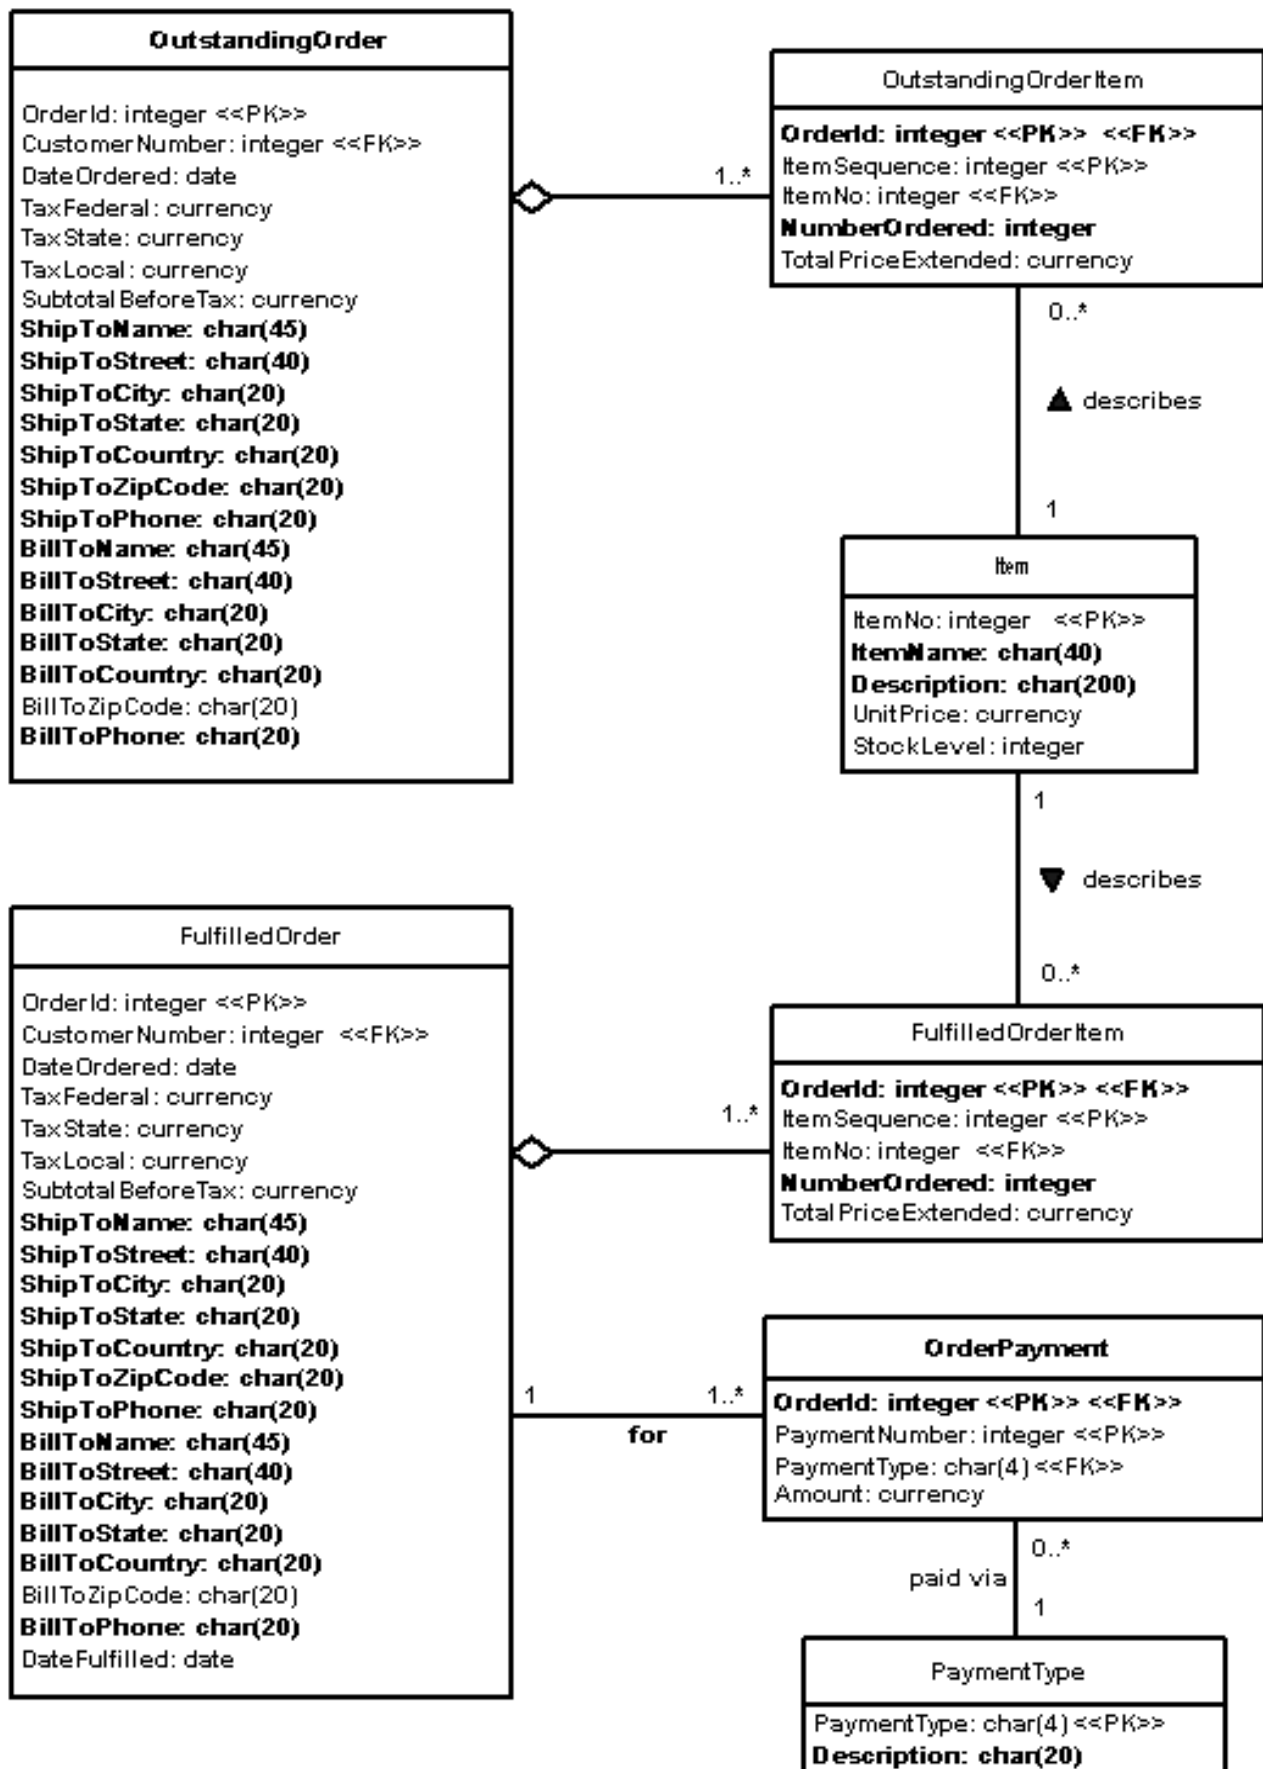 OutstandingOrder
OrderId: integer <<PK>>
CustomerNumber: integer <<FK>>
DateOrdered: date
TaxFederal: currency
TaxState: currency
TaxLocal: currency
SubtotalBeforeTax: currency
ShipToName: char(45)
ShipToStreet: char(40)
ShipToCity: char(20)
ShipToState: char(20)
ShipToCountry: char(20)
ShipToZipCode: char(20)
ShipToPhone: char(20)
BillToName: char(45)
BillToStreet: char(40)
BillToCity: char(20)
BillToState: char(20)
BillToCountry: char(20)
BillToZipCode: char(20)
BillToPhone: char(20)
1..*
OutstandingOrderItem
OrderId: integer <<PK>> <<FK>>
ItemSequence: integer <<PK>>
ItemNo: integer <<FK>>
NumberOrdered: integer
TotalPriceExtended: currency
0..*
describes
1
Item
ItemNo: integer <<PK>>
ItemName: char(40)
Description: char(200)
UnitPrice: currency
StockLevel: integer
1
describes
0..*
FulfilledOrder
OrderId: integer <<PK>>
CustomerNumber: integer <<FK>>
DateOrdered: date
TaxFederal: currency
TaxState: currency
TaxLocal: currency
SubtotalBeforeTax: currency
ShipToName: char(45)
ShipToStreet: char(40)
ShipToCity: char(20)
ShipToState: char(20)
ShipToCountry: char(20)
ShipToZipCode: char(20)
ShipToPhone: char(20)
BillToName: char(45)
BillToStreet: char(40)
BillToCity: char(20)
BillToState: char(20)
BillToCountry: char(20)
BillToZipCode: char(20)
BillToPhone: char(20)
DateFulfilled: date
1..*
FulfilledOrderItem
OrderId: integer <<PK>> <<FK>>
ItemSequence: integer <<PK>>
ItemNo: integer <<FK>>
NumberOrdered: integer
TotalPriceExtended: currency
1
for
1..*
OrderPayment
OrderId: integer <<PK>> <<FK>>
PaymentNumber: integer <<PK>>
PaymentType: char(4) <<FK>>
Amount: currency
0..*
paid via
1
PaymentType
PaymentType: char(4) <<PK>>
Description: char(20)